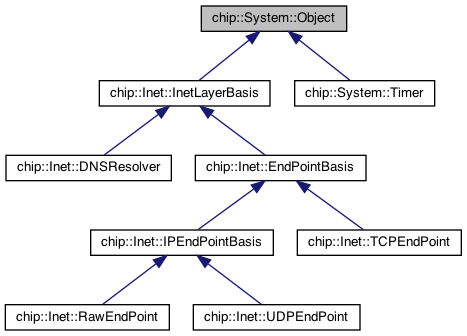 chip::System::Object
chip::Inet::InetLayerBasis
chip::System::Timer
chip::Inet::DNSResolver
chip::Inet::EndPointBasis
chip::Inet::IPEndPointBasis
chip::Inet::TCPEndPoint
chip::Inet::RawEndPoint
chip::Inet::UDPEndPoint